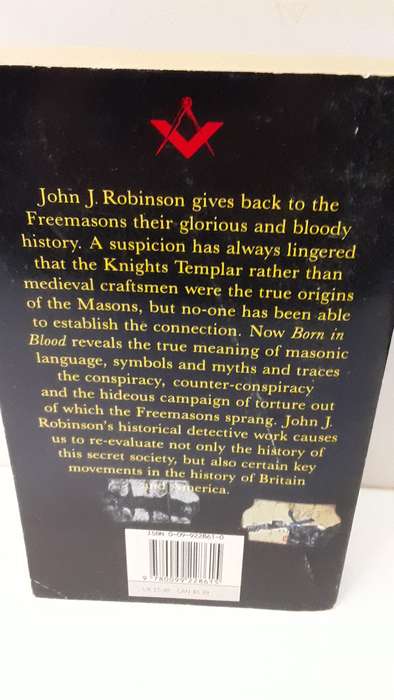 John J. Robinson gives back to the
Freemasons their glorious and bloody
history. A suspicion has always lingered
that the Knights Templar rather than
medieval craftsmen were the true origins
of the Masons, but no-one has been able
to establish the connection. Now Born in
Blood reveals the true meaning of masonic
language, symbols and myths and traces
the conspiracy, counter-conspiracy
and the hideous campaign of torture out
of which the Freemasons sprang. John J.
Robinson's historical detective work causes
us to re-evaluate not only the history of
this secret society, but also certain key
movements in the history of Britain
and America.
ISBN 0-09-922861-0